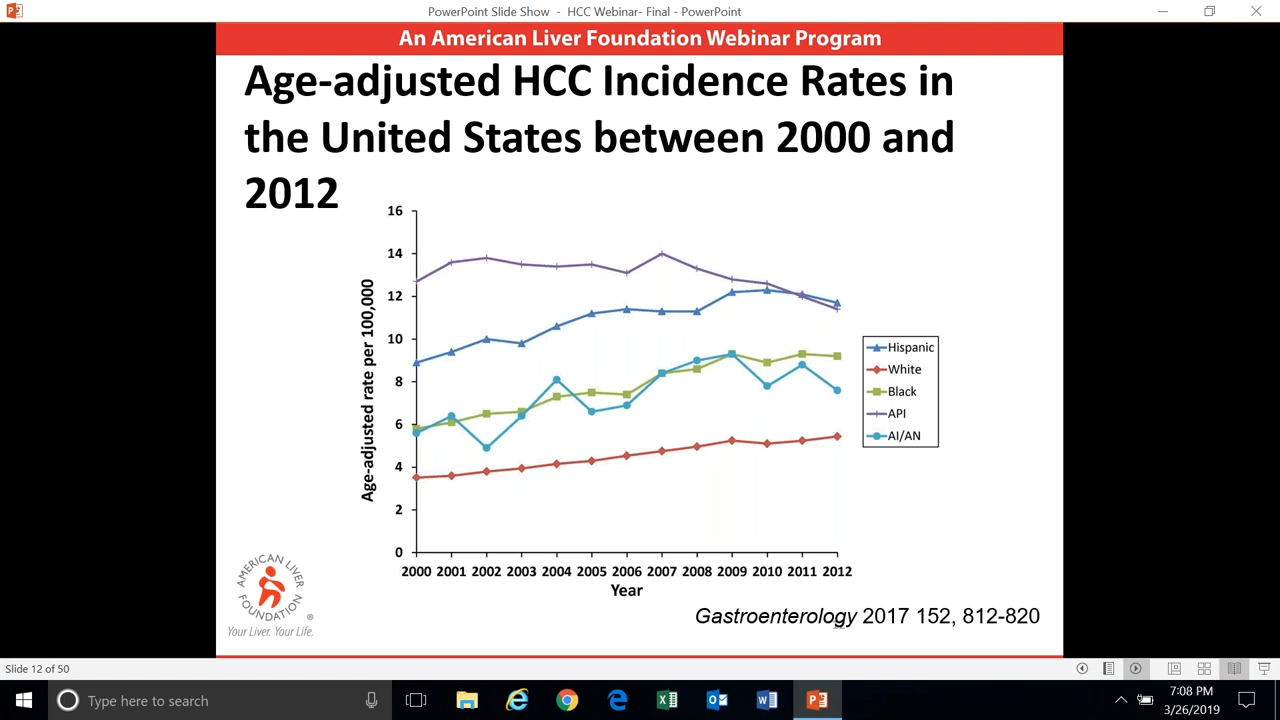 PowerPoint Slide Show - HCC Webinar- Final - PowerPoint
An American Liver Foundation Webinar Program
Age-adjusted HCC Incidence Rates in
the United States between 2000 and
2012
16
14
12
10
8
6
4
2
0
Age-adjusted rate per 100,000
2000 2001 2002 2003 2004 2005 2006 2007 2008 2009 2010 2011 2012
Year
Hispanic
White
Black
API
AI/AN
AMERICAN LIVER
FOUNDATION
®
Your Liver. Your Life.
Gastroenterology 2017 152, 812-820
Slide 12 of 50
Type here to search
7:08 PM
3/26/2019